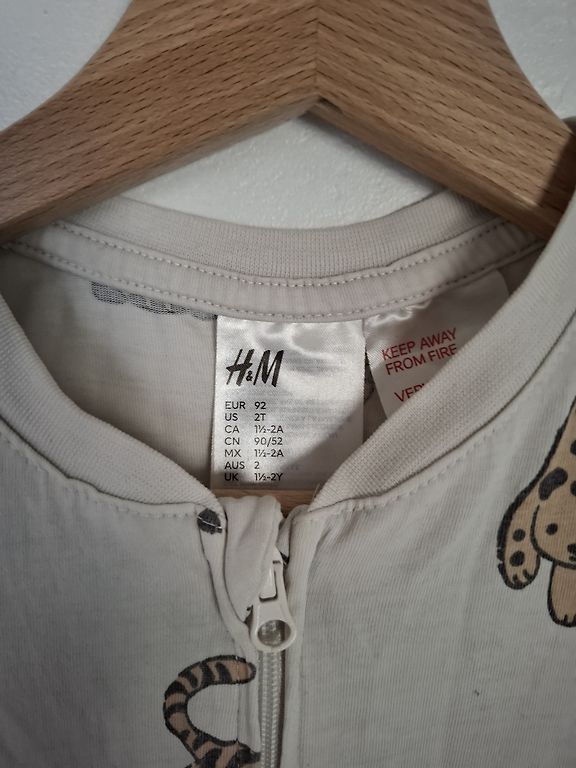 H&M
EUR 92
US 2T
CA 1½-2A
CN 90/52
MX 1½-2A
AUS 2
UK 1½-2Y
KEEP AWAY
FROM FIRE